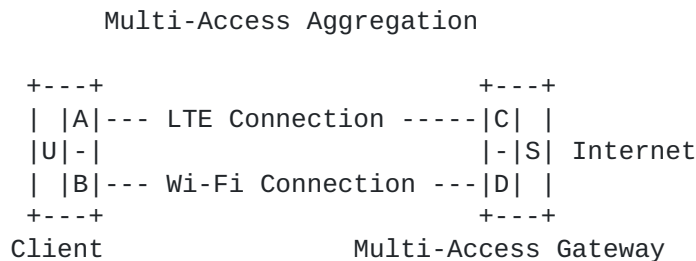 Multi-Access Aggregation
+---+ +---+
| |A|--- LTE Connection -----|C| |
|U|-| |-|S| Internet
| |B|--- Wi-Fi Connection ---|D| |
+---+ +---+
Client Multi-Access Gateway